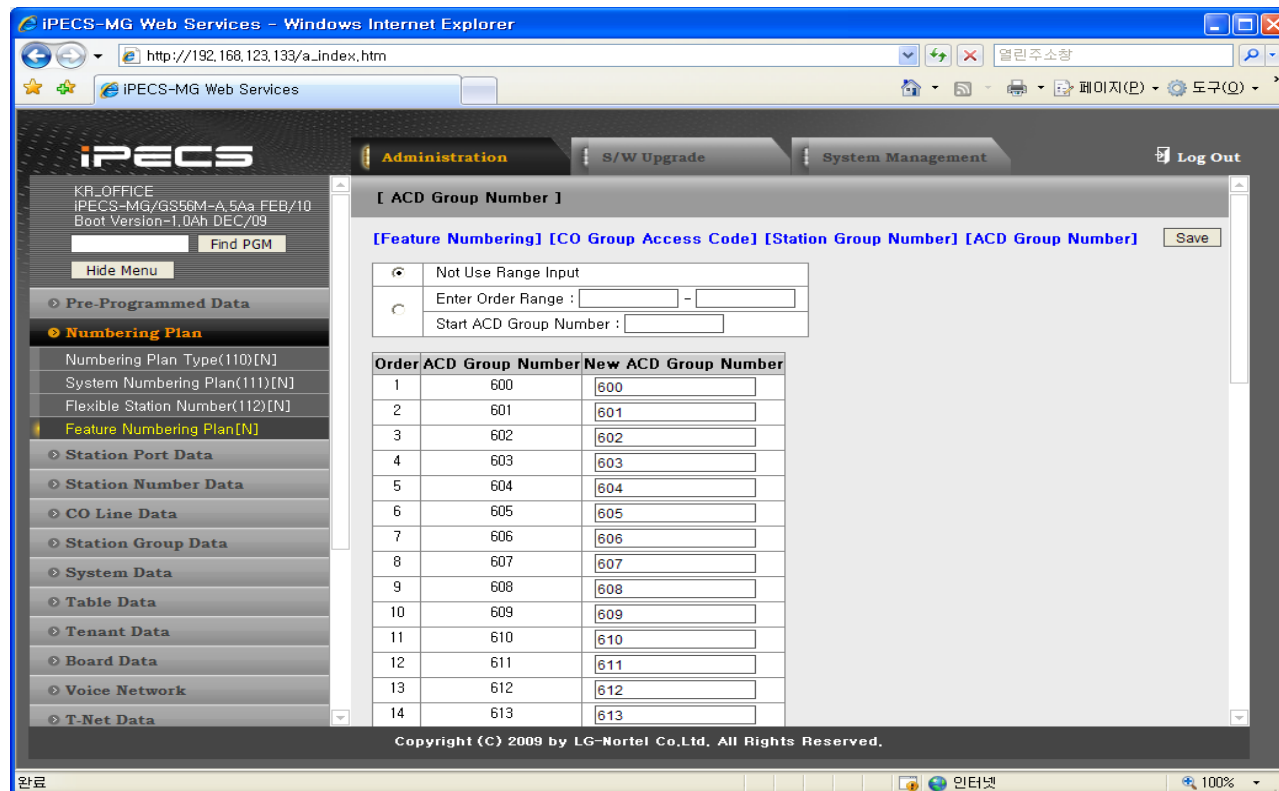 iPECS-MG Web Services - Windows Internet Explorer
http://192.168.123.133/a_index.htm
열린주소창
iPECS-MG Web Services
페이지(P)
도구(O)
iPECS
Administration
S/W Upgrade
System Management
Log Out
KR_OFFICE
iPECS-MG/GS56M-A.5Aa FEB/10
Boot Version-1.0Ah DEC/09
Find PGM
Hide Menu
Pre-Programmed Data
Numbering Plan
Numbering Plan Type(110)[N]
System Numbering Plan(111)[N]
Flexible Station Number(112)[N]
Feature Numbering Plan[N]
Station Port Data
Station Number Data
CO Line Data
Station Group Data
System Data
Table Data
Tenant Data
Board Data
Voice Network
T-Net Data
[ ACD Group Number ]
[Feature Numbering] [CO Group Access Code] [Station Group Number] [ACD Group Number] Save
Not Use Range Input
Enter Order Range : -
Start ACD Group Number :
Order ACD Group Number New ACD Group Number
1 600 600
2 601 601
3 602 602
4 603 603
5 604 604
6 605 605
7 606 606
8 607 607
9 608 608
10 609 609
11 610 610
12 611 611
13 612 612
14 613 613
Copyright (C) 2009 by LG-Nortel Co,Ltd. All Rights Reserved.
완료
인터넷
100%